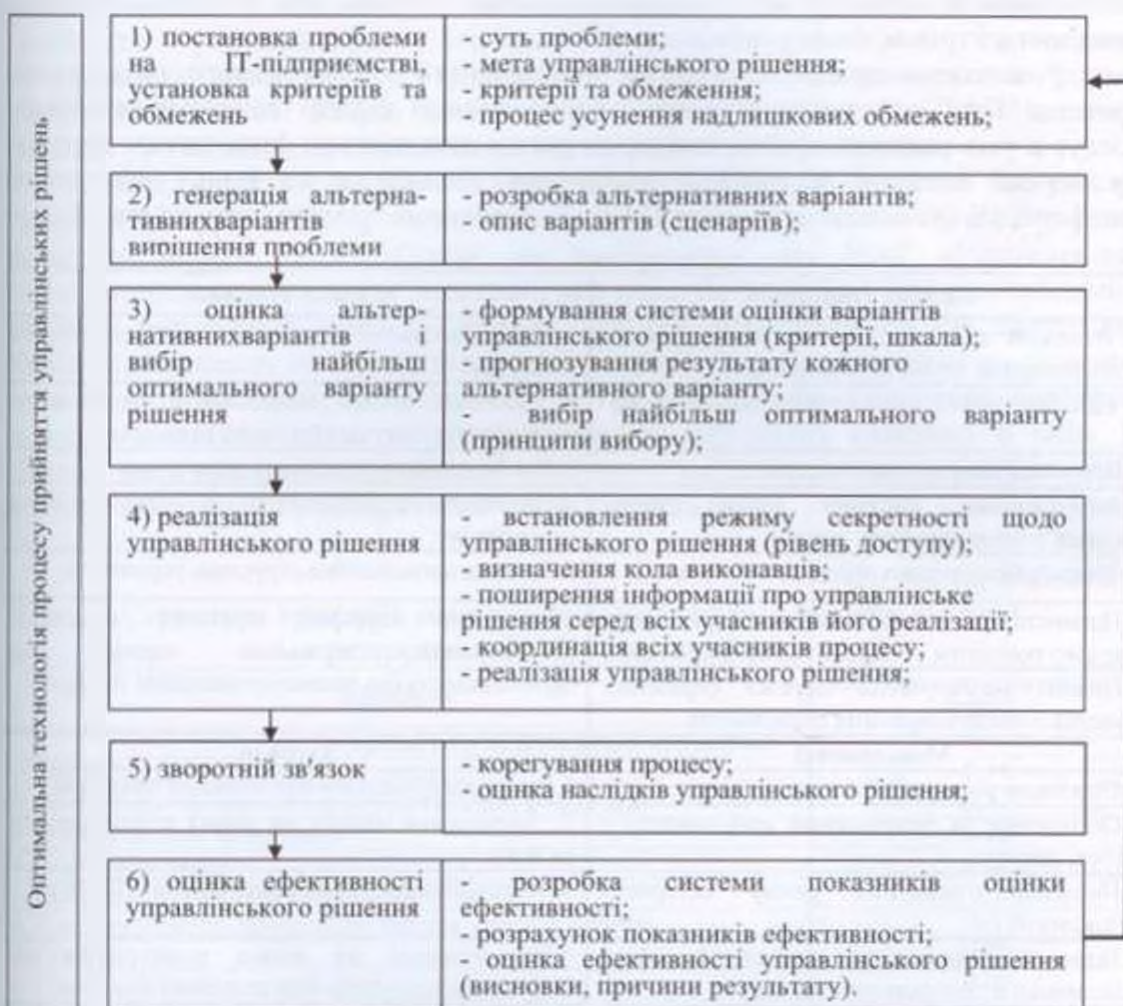 Оптимальна технологія процесу прийняття управлінських рішень
1) постановка проблеми
на ІТ-підприємстві,
установка критеріїв та
обмежень
- суть проблеми;
- мета управлінського рішення;
- критерії та обмеження;
- процес усунення надлишкових обмежень;
2) генерація альтерна-
тивнихваріантів
вирішення проблеми
- розробка альтернативних варіантів;
- опис варіантів (сценаріїв);
3) оцінка альтер-
нативнихваріантів і
вибір найбільш
оптимального варіанту
рішення
- формування системи оцінки варіантів
управлінського рішення (критерії, шкала);
- прогнозування результату кожного
альтернативного варіанту;
- вибір найбільш оптимального варіанту
(принципи вибору);
4) реалізація
управлінського рішення
- встановлення режиму секретності щодо
управлінського рішення (рівень доступу);
- визначення кола виконавців;
- поширення інформації про управлінське
рішення серед всіх учасників його реалізації;
- координація всіх учасників процесу;
- реалізація управлінського рішення;
5) зворотній зв'язок
- корегування процесу;
- оцінка наслідків управлінського рішення;
6) оцінка ефективності
управлінського рішення
- розробка системи показників оцінки
ефективності;
- розрахунок показників ефективності;
- оцінка ефективності управлінського рішення
(висновки, причини результату).